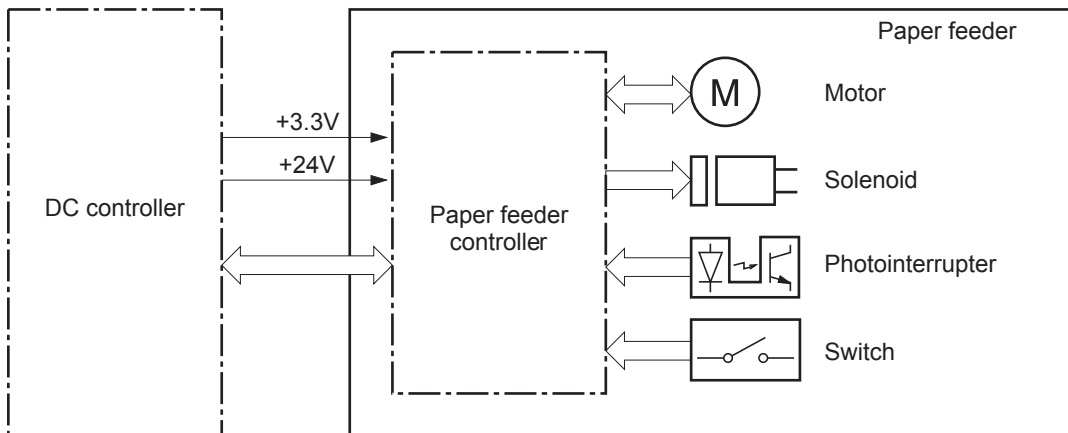 Paper feeder
Motor
+3.3V
+24V
Solenoid
DC controller
Paper feeder
controller
Photointerrupter
Switch
M